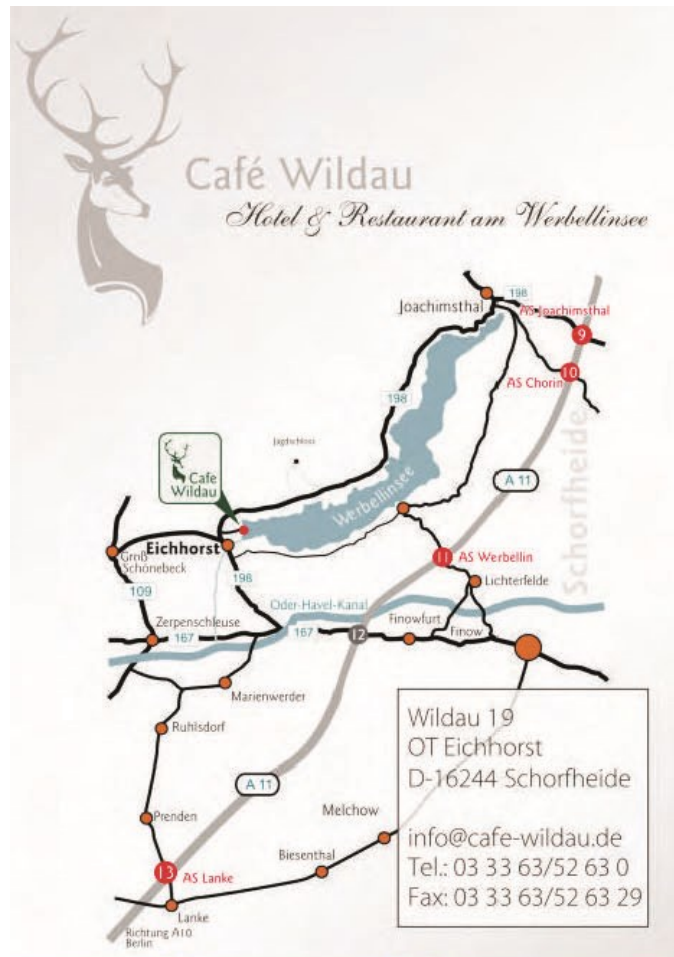 Café Wildau
Hotel & Restaurant am Werbellinsee
Joachimsthal
198
AS Joachimsthal
9
10
AS Chorin
198
Jagdschloss
Cafe
Wildau
Werbellinsee
A 11
Schorfheide
Eichhorst
Groß
Schönebeck
11
AS Werbellin
198
109
Lichterfelde
Oder-Havel-Kanal
Zerpenschleuse
167
167
12
Finowfurt
Finow
Marienwerder
Ruhlsdorf
A 11
Prenden
Melchow
Biesenthal
13
AS Lanke
Lanke
Richtung A10
Berlin
Wildau 19
OT Eichhorst
D-16244 Schorfheide
info@cafe-wildau.de
Tel.: 03 33 63/52 63 0
Fax: 03 33 63/52 63 29